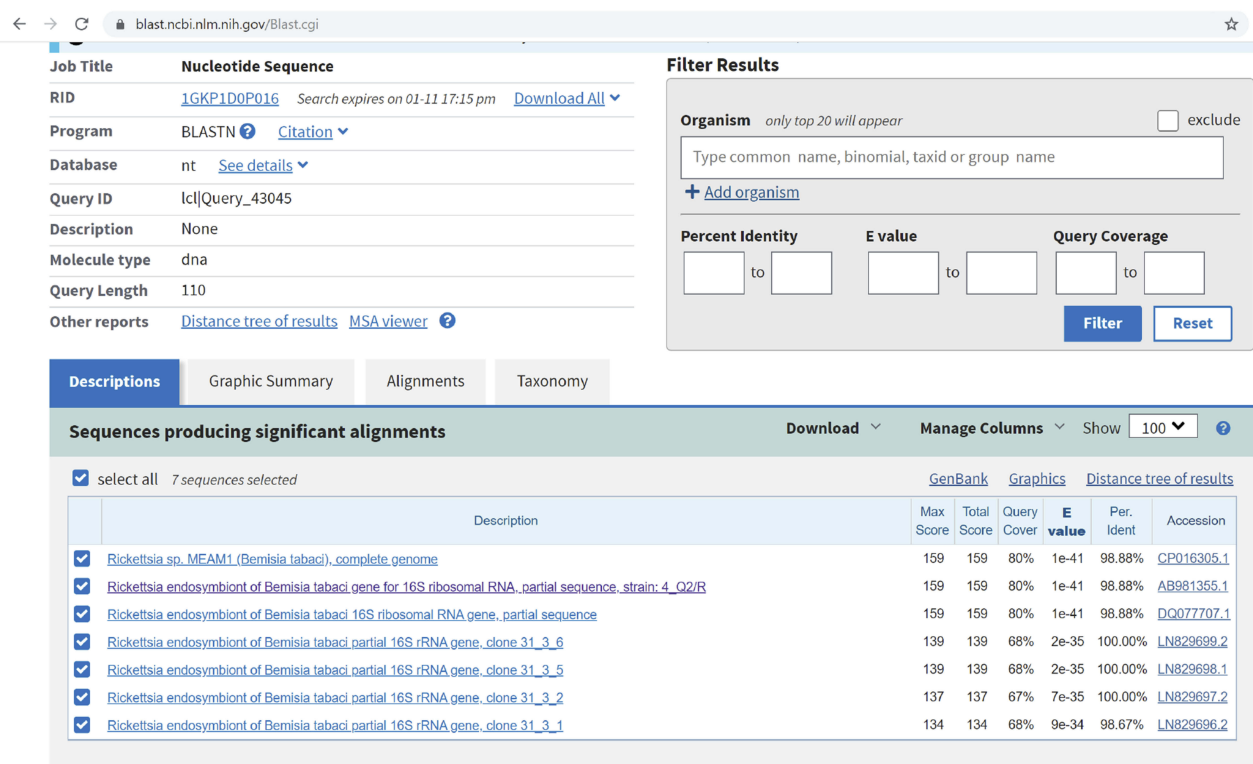 blast.ncbi.nlm.nih.gov/Blast.cgi
Job Title Nucleotide Sequence
RID 1GKP1D0P016 Search expires on 01-11 17:15 pm Download All
Program BLASTN ? Citation
Database nt See details
Query ID lcl|Query_43045
Description None
Molecule type dna
Query Length 110
Other reports Distance tree of results MSA viewer ?
Filter Results
Organism only top 20 will appear exclude
Type common name, binomial, taxid or group name
+ Add organism
Percent Identity E value Query Coverage
to to to
Filter Reset
Descriptions Graphic Summary Alignments Taxonomy
Sequences producing significant alignments Download Manage Columns Show 100 ?
select all 7 sequences selected GenBank Graphics Distance tree of results
Description Max Score Total Score Query Cover E value Per. Ident Accession
Rickettsia sp. MEAM1 (Bemisia tabaci), complete genome 159 159 80% 1e-41 98.88% CP016305.1
Rickettsia endosymbiont of Bemisia tabaci gene for 16S ribosomal RNA, partial sequence, strain: 4_Q2/R 159 159 80% 1e-41 98.88% AB981355.1
Rickettsia endosymbiont of Bemisia tabaci 16S ribosomal RNA gene, partial sequence 159 159 80% 1e-41 98.88% DQ077707.1
Rickettsia endosymbiont of Bemisia tabaci partial 16S rRNA gene, clone 31_3_6 139 139 68% 2e-35 100.00% LN829699.2
Rickettsia endosymbiont of Bemisia tabaci partial 16S rRNA gene, clone 31_3_5 139 139 68% 2e-35 100.00% LN829698.1
Rickettsia endosymbiont of Bemisia tabaci partial 16S rRNA gene, clone 31_3_2 137 137 67% 7e-35 100.00% LN829697.2
Rickettsia endosymbiont of Bemisia tabaci partial 16S rRNA gene, clone 31_3_1 134 134 68% 9e-34 98.67% LN829696.2